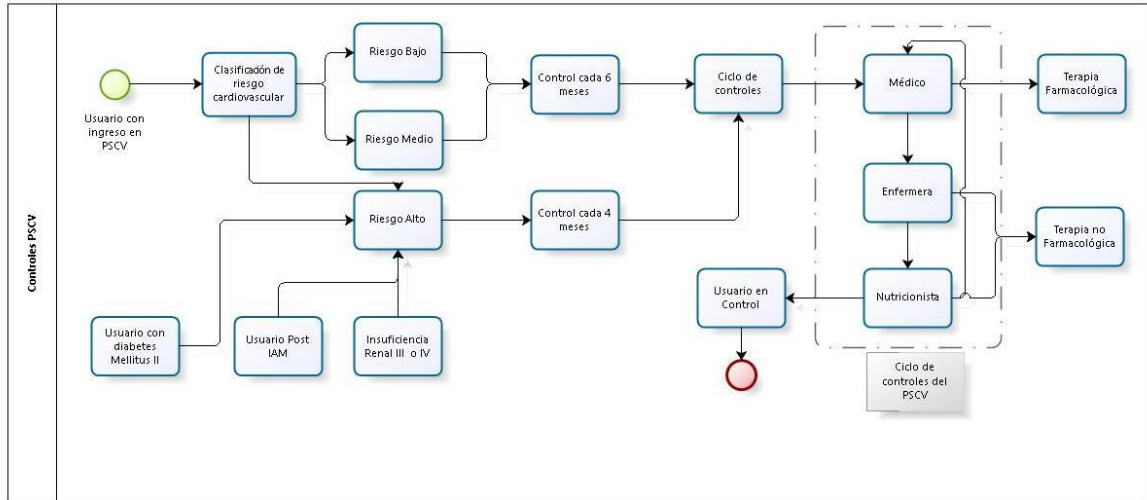 Controles PSCV
Usuario con
ingreso en
PSCV
Clasificación de
riesgo
cardiovascular
Riesgo Bajo
Riesgo Medio
Riesgo Alto
Control cada 6
meses
Control cada 4
meses
Ciclo de
controles
Médico
Enfermera
Nutricionista
Terapia
Farmacológica
Terapia no
Farmacológica
Usuario en
Control
Usuario con
diabetes
Mellitus II
Usuario Post
IAM
Insuficiencia
Renal III o IV
Ciclo de
controles del
PSCV